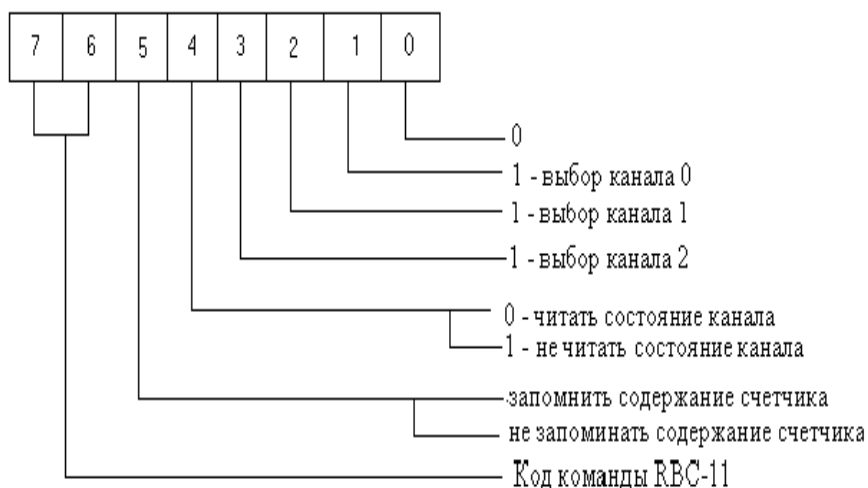 7 6 5 4 3 2 1 0
0
1 - выбор канала 0
1 - выбор канала 1
1 - выбор канала 2
0 - читать состояние канала
1 - не читать состояние канала
запомнить содержание счетчика
не запоминать содержание счетчика
Код команды RBC-11